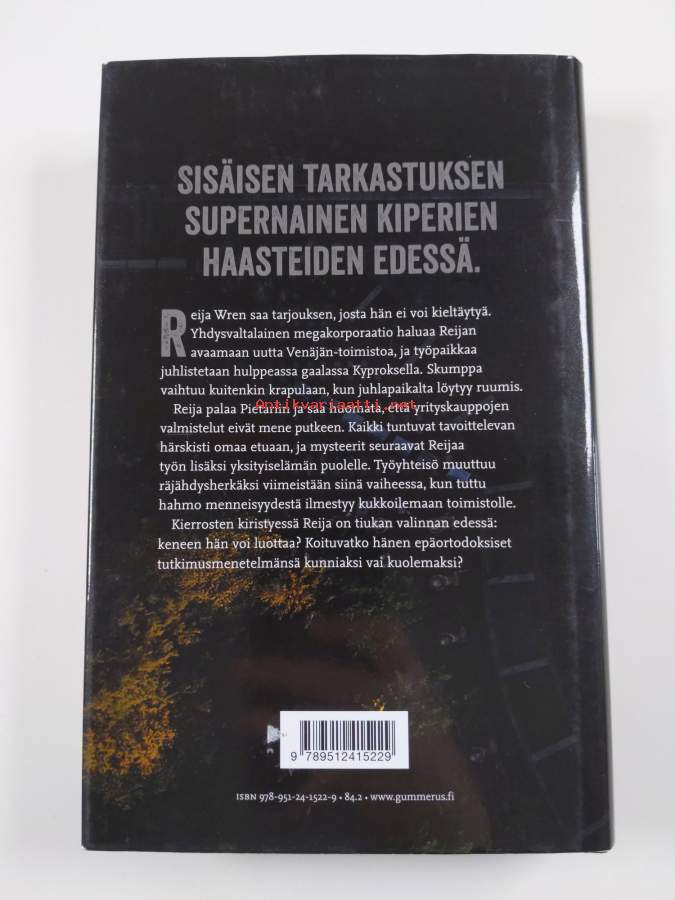 SISÄISEN TARKASTUKSEN
SUPERNAINEN KIPERIEN
HAASTEIDEN EDESSÄ.
Reija Wren saa tarjouksen, josta hän ei voi kieltäytyä.
Yhdysvaltalainen megakorporaatio haluaa Reijan
avaamaan uutta Venäjän-toimistoa, ja työpaikkaa
juhlistetaan hulppeassa gaalassa Kyproksella. Skumppa
vaihtuu kuitenkin krapulaan, kun juhlapaikalta löytyy ruumis.
Antikvariaatti.net
Reija palaa Pietariin ja saa huomata, että yrityskauppojen
valmistelut eivät mene putkeen. Kaikki tuntuvat tavoittelevan
härskisti omaa etuaan, ja mysteerit seuraavat Reijaa
työn lisäksi yksityiselämän puolelle. Työyhteisö muuttuu
räjähdysherkäksi viimeistään siinä vaiheessa, kun tuttu
hahmo menneisyydestä ilmestyy kukkoilemaan toimistolle.
Kierrosten kiristyessä Reija on tiukan valinnan edessä:
keneen hän voi luottaa? Koituvatko hänen epäortodoksiset
tutkimusmenetelmänsä kunniaksi vai kuolemaksi?
9 789512 415229
ISBN 978-951-24-1522-9 • 84.2 • www.gummerus.fi